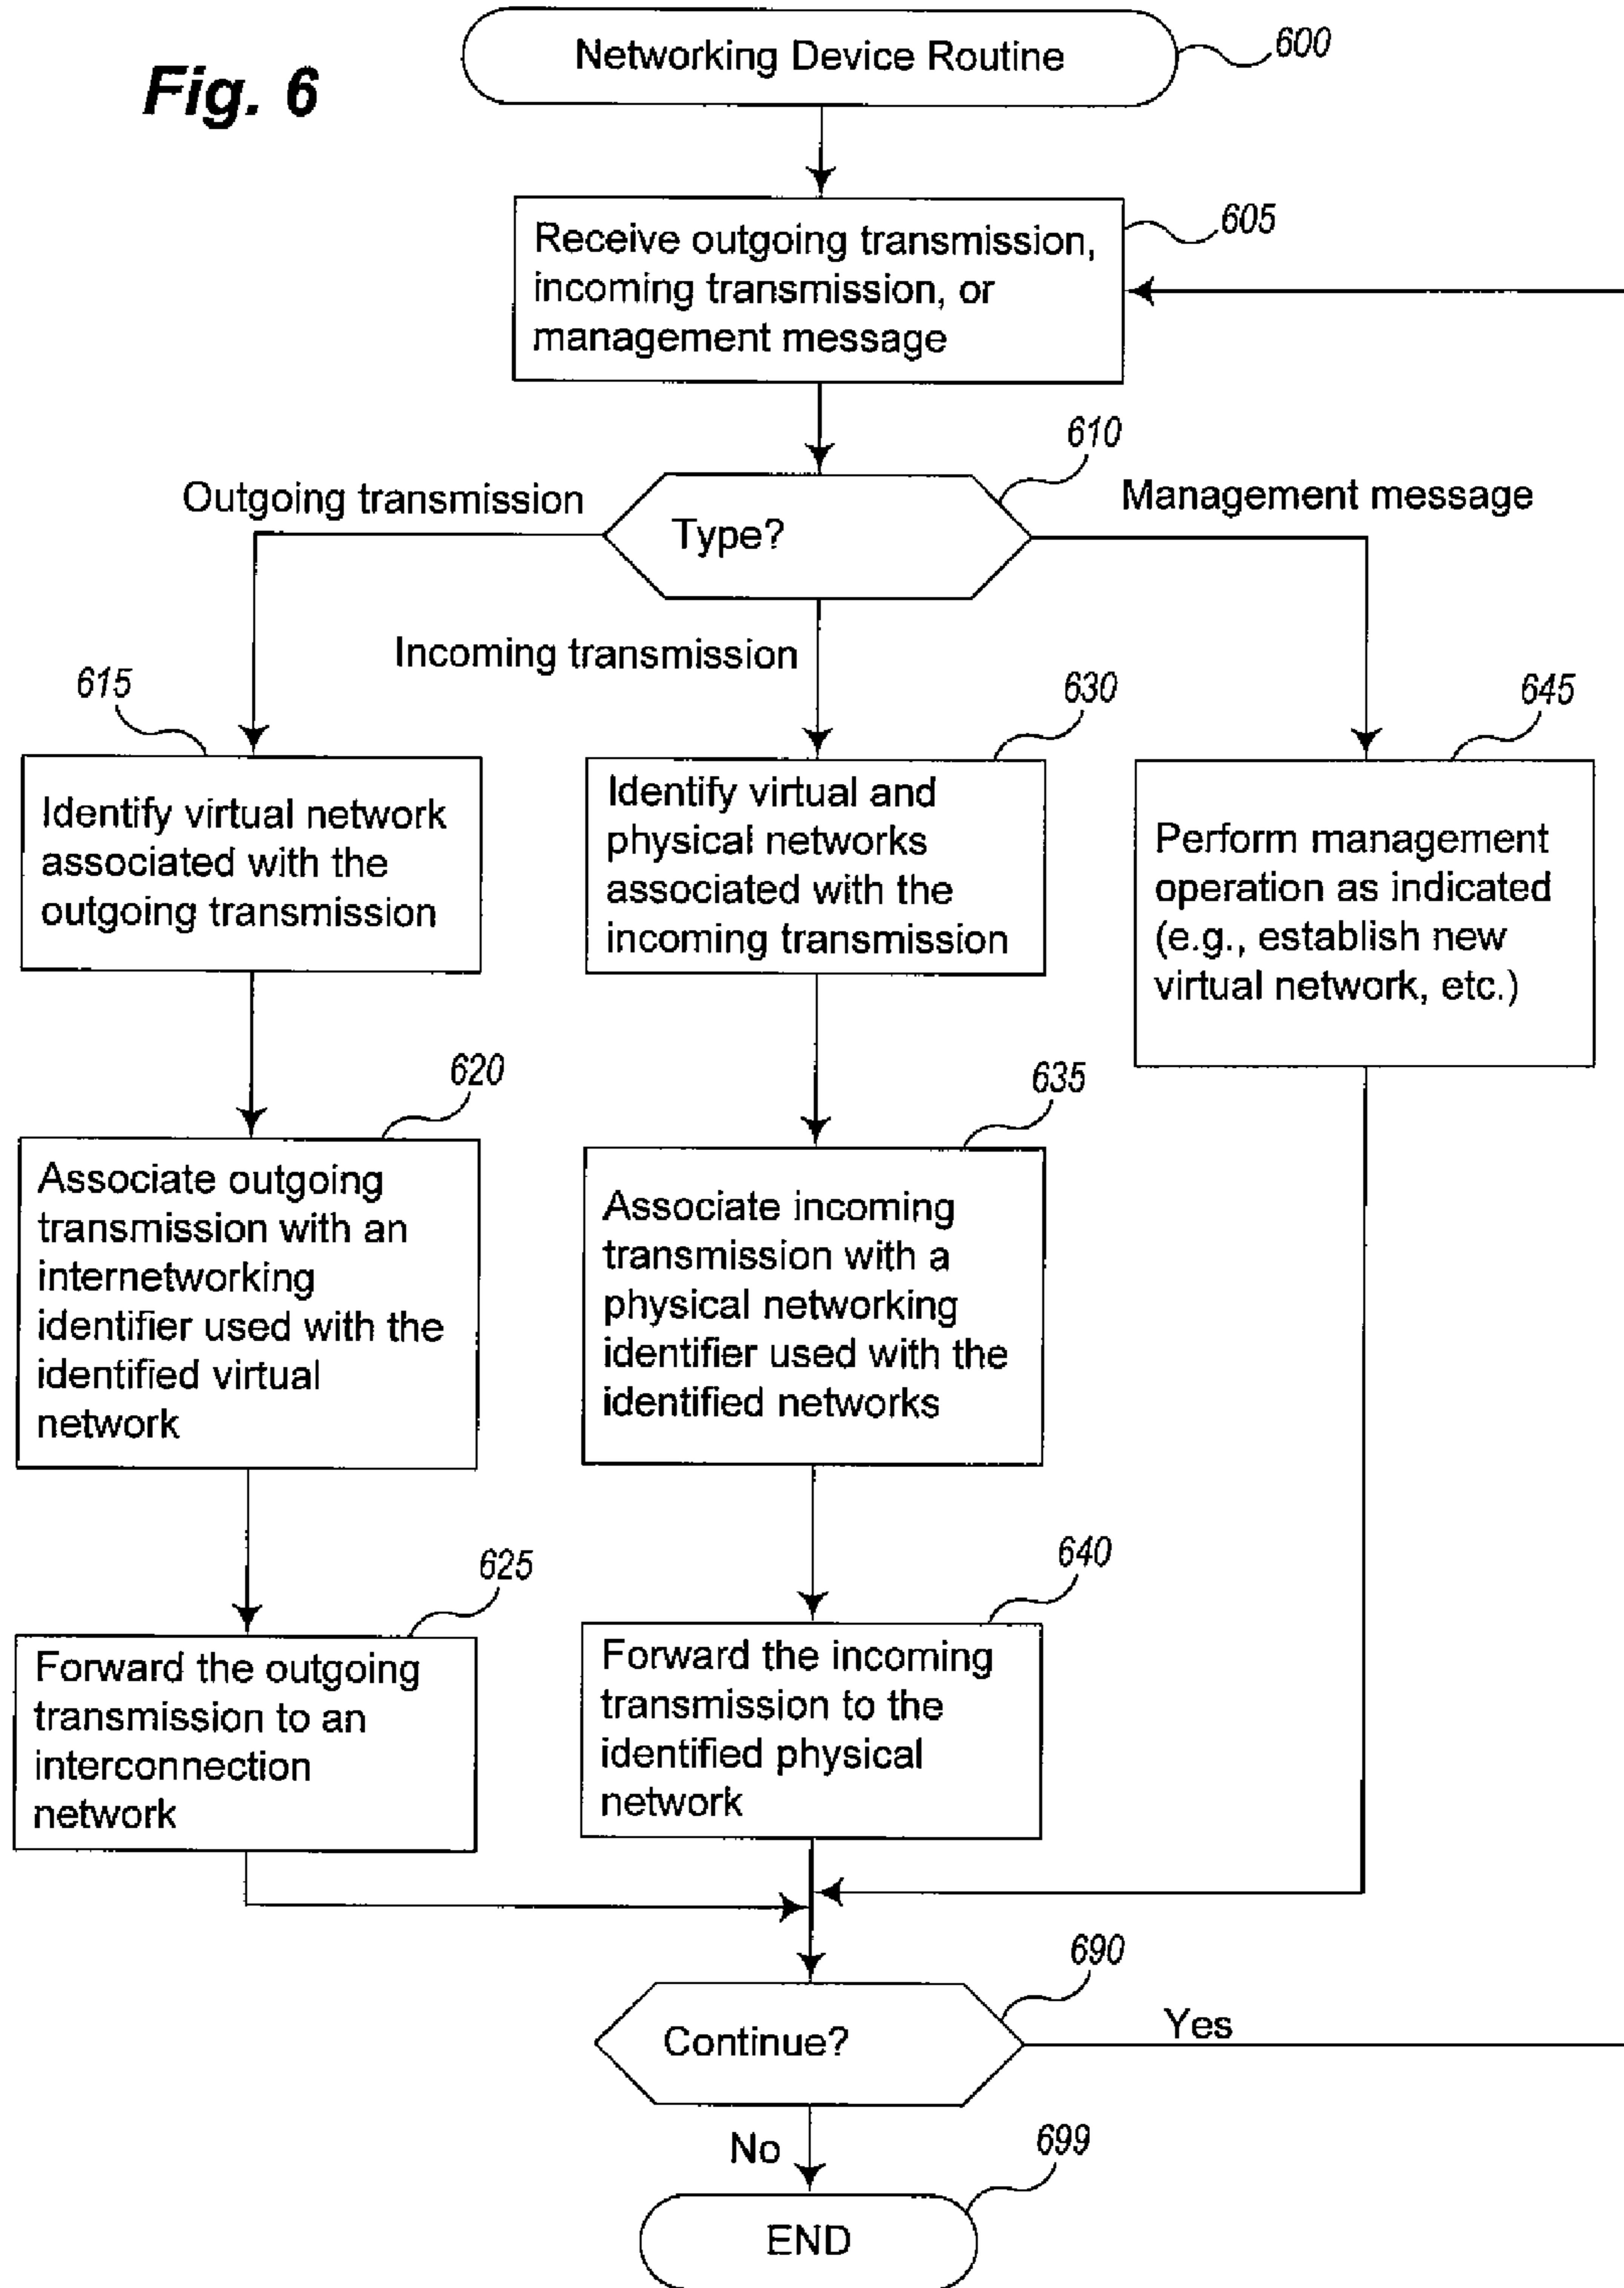 Fig. 6
Networking Device Routine
600
Receive outgoing transmission,
incoming transmission, or
management message
605
610
Type?
Outgoing transmission
Incoming transmission
Management message
615
Identify virtual network
associated with the
outgoing transmission
630
Identify virtual and
physical networks
associated with the
incoming transmission
645
Perform management
operation as indicated
(e.g., establish new
virtual network, etc.)
620
Associate outgoing
transmission with an
internetworking
identifier used with the
identified virtual
network
635
Associate incoming
transmission with a
physical networking
identifier used with the
identified networks
625
Forward the outgoing
transmission to an
interconnection
network
640
Forward the incoming
transmission to the
identified physical
network
690
Continue?
Yes
No
699
END